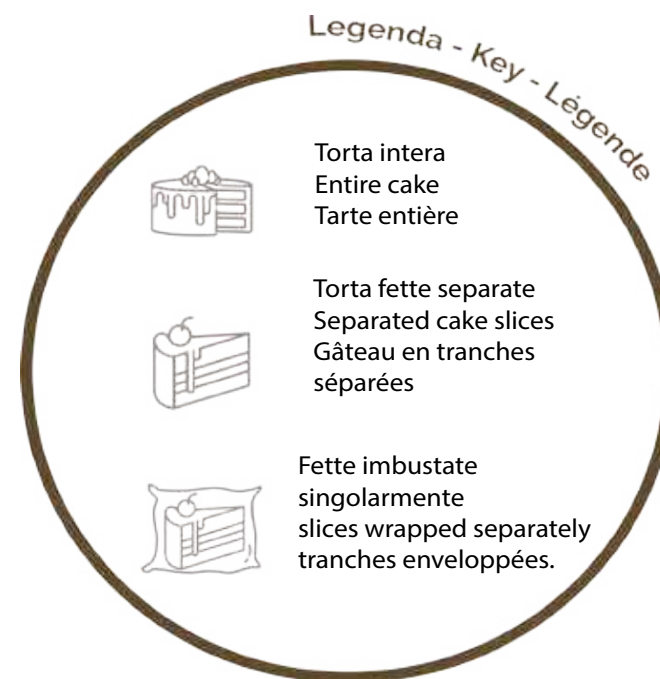 Legenda - Key - Légende
Torta intera
Entire cake
Tarte entière
Torta fette separate
Separated cake slices
Gâteau en tranches
séparées
Fette imbustate
singolarmente
slices wrapped separately
tranches enveloppées.